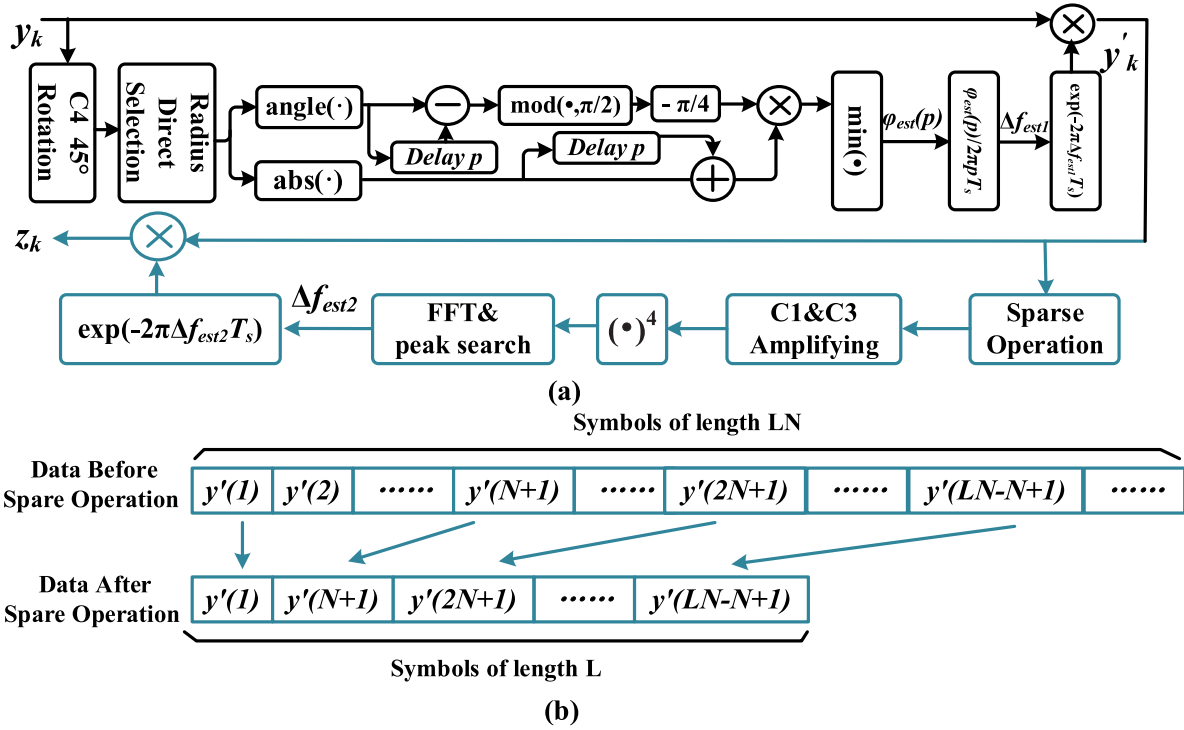 y_k
y'_k
C4 45°
Rotation
Radius
Direct
Selection
angle(·)
abs(·)
−
Delay p
mod(•,π/2)
- π/4
Delay p
×
+
min(•)
φ_est(p)
φ_est(p)/2πpT_s
Δf_est1
exp(-2πΔf_est1T_s)
×
z_k
×
exp(-2πΔf_est2T_s)
Δf_est2
FFT&
peak search
(•)^4
C1&C3
Amplifying
Sparse
Operation
(a)
Symbols of length LN
Data Before
Spare Operation
y'(1) y'(2) ...... y'(N+1) ...... y'(2N+1) ...... y'(LN-N+1) ......
Data After
Spare Operation
y'(1) y'(N+1) y'(2N+1) ...... y'(LN-N+1)
Symbols of length L
(b)